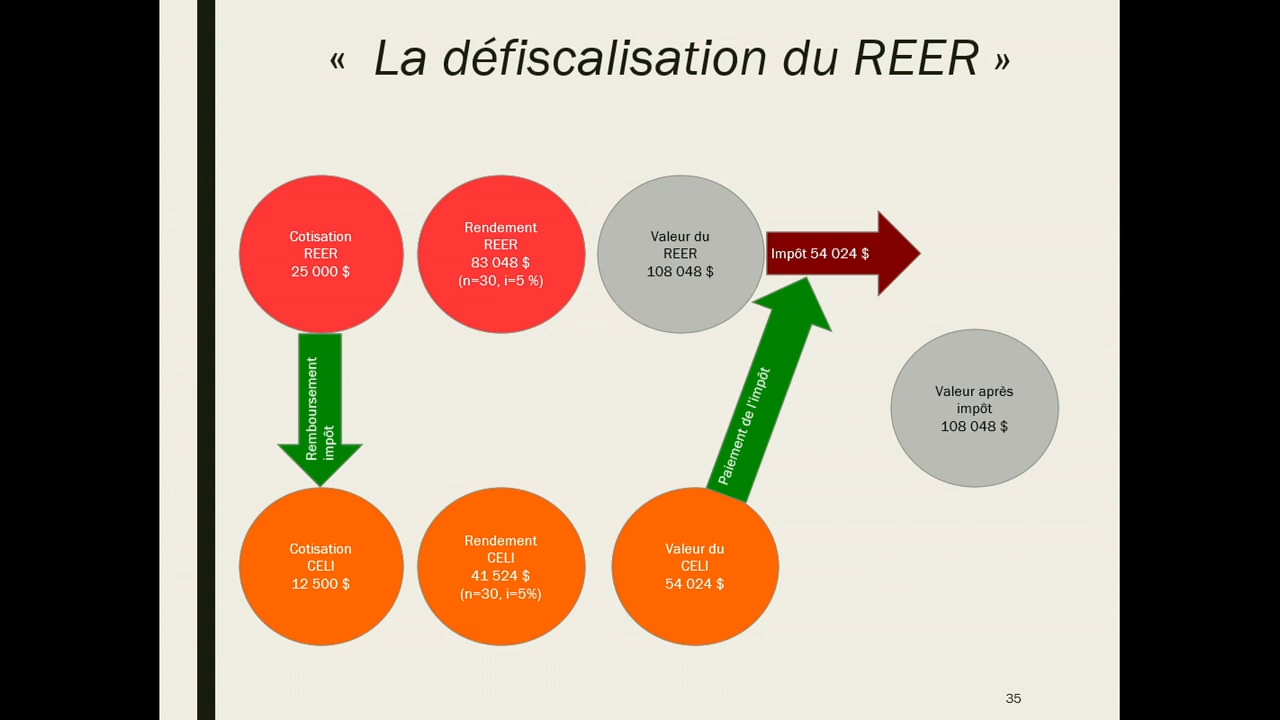 « La défiscalisation du REER »
Cotisation
REER
25 000 $
Rendement
REER
83 048 $
(n=30, i=5 %)
Valeur du
REER
108 048 $
Impôt 54 024 $
Remboursement
impôt
Paiement de l'impôt
Valeur après
impôt
108 048 $
Cotisation
CELI
12 500 $
Rendement
CELI
41 524 $
(n=30, i=5%)
Valeur du
CELI
54 024 $
35